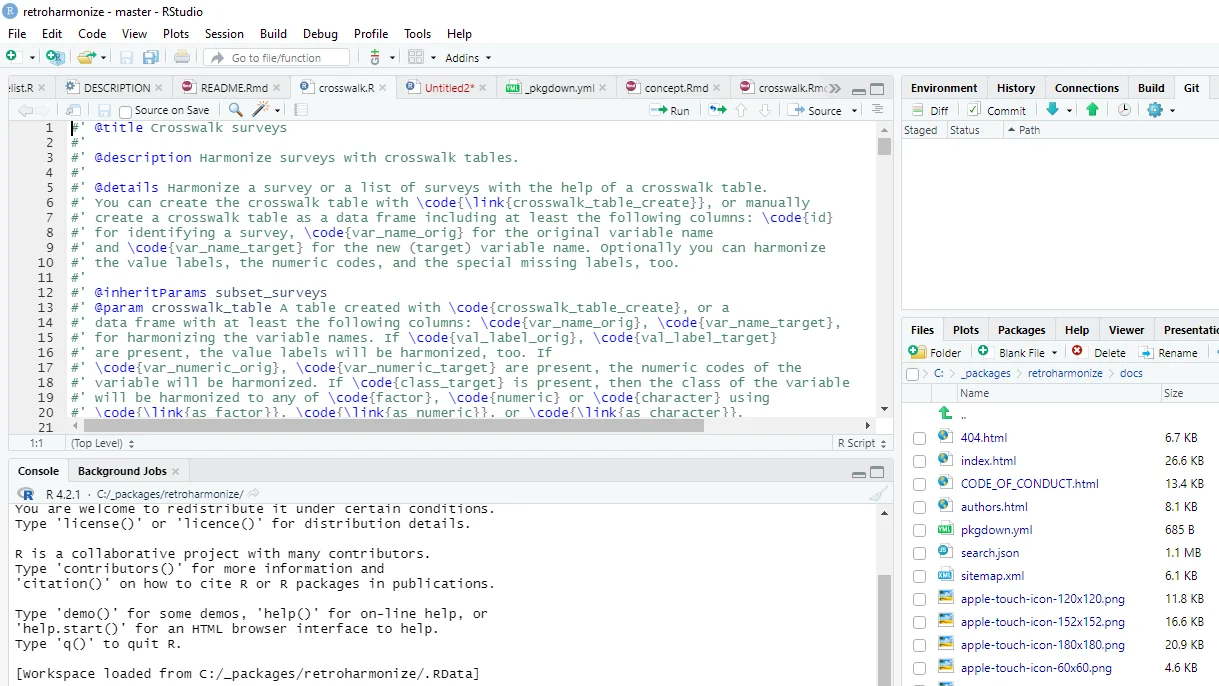 retroharmonize - master - RStudio
File Edit Code View Plots Session Build Debug Profile Tools Help
Go to file/function Addins
elist.R DESCRIPTION README.Rmd crosswalk.R Untitled2* _pkgdown.yml concept.Rmd crosswalk.Rmd
Source on Save Run Source
1 #' @title Crosswalk surveys
2 #'
3 #' @description Harmonize surveys with crosswalk tables.
4 #'
5 #' @details Harmonize a survey or a list of surveys with the help of a crosswalk table.
6 #' You can create the crosswalk table with \code{\link{crosswalk_table_create}}, or manually
7 #' create a crosswalk table as a data frame including at least the following columns: \code{id}
8 #' for identifying a survey, \code{var_name_orig} for the original variable name
9 #' and \code{var_name_target} for the new (target) variable name. Optionally you can harmonize
10 #' the value labels, the numeric codes, and the special missing labels, too.
11 #'
12 #' @inheritParams subset_surveys
13 #' @param crosswalk_table A table created with \code{crosswalk_table_create}, or a
14 #' data frame with at least the following columns: \code{var_name_orig}, \code{var_name_target},
15 #' for harmonizing the variable names. If \code{val_label_orig}, \code{val_label_target}
16 #' are present, the value labels will be harmonized, too. If
17 #' \code{var_numeric_orig}, \code{var_numeric_target} are present, the numeric codes of the
18 #' variable will be harmonized. If \code{class_target} is present, then the class of the variable
19 #' will be harmonized to any of \code{factor}, \code{numeric} or \code{character} using
20 #' \code{\link{as_factor}}, \code{\link{as_numeric}}, or \code{\link{as_character}}.
21
1:1 (Top Level) R Script
Console Background Jobs
R 4.2.1 · C:/_packages/retroharmonize/
You are welcome to redistribute it under certain conditions.
Type 'license()' or 'licence()' for distribution details.
R is a collaborative project with many contributors.
Type 'contributors()' for more information and
'citation()' on how to cite R or R packages in publications.
Type 'demo()' for some demos, 'help()' for on-line help, or
'help.start()' for an HTML browser interface to help.
Type 'q()' to quit R.
[Workspace loaded from C:/_packages/retroharmonize/.RData]
Environment History Connections Build Git
Diff Commit
Staged Status Path
Files Plots Packages Help Viewer Presentatio
Folder Blank File Delete Rename
C: _packages retroharmonize docs
Name Size
..
404.html 6.7 KB
index.html 26.6 KB
CODE_OF_CONDUCT.html 13.4 KB
authors.html 8.1 KB
pkgdown.yml 685 B
search.json 1.1 MB
sitemap.xml 6.1 KB
apple-touch-icon-120x120.png 11.8 KB
apple-touch-icon-152x152.png 16.6 KB
apple-touch-icon-180x180.png 20.9 KB
apple-touch-icon-60x60.png 4.6 KB